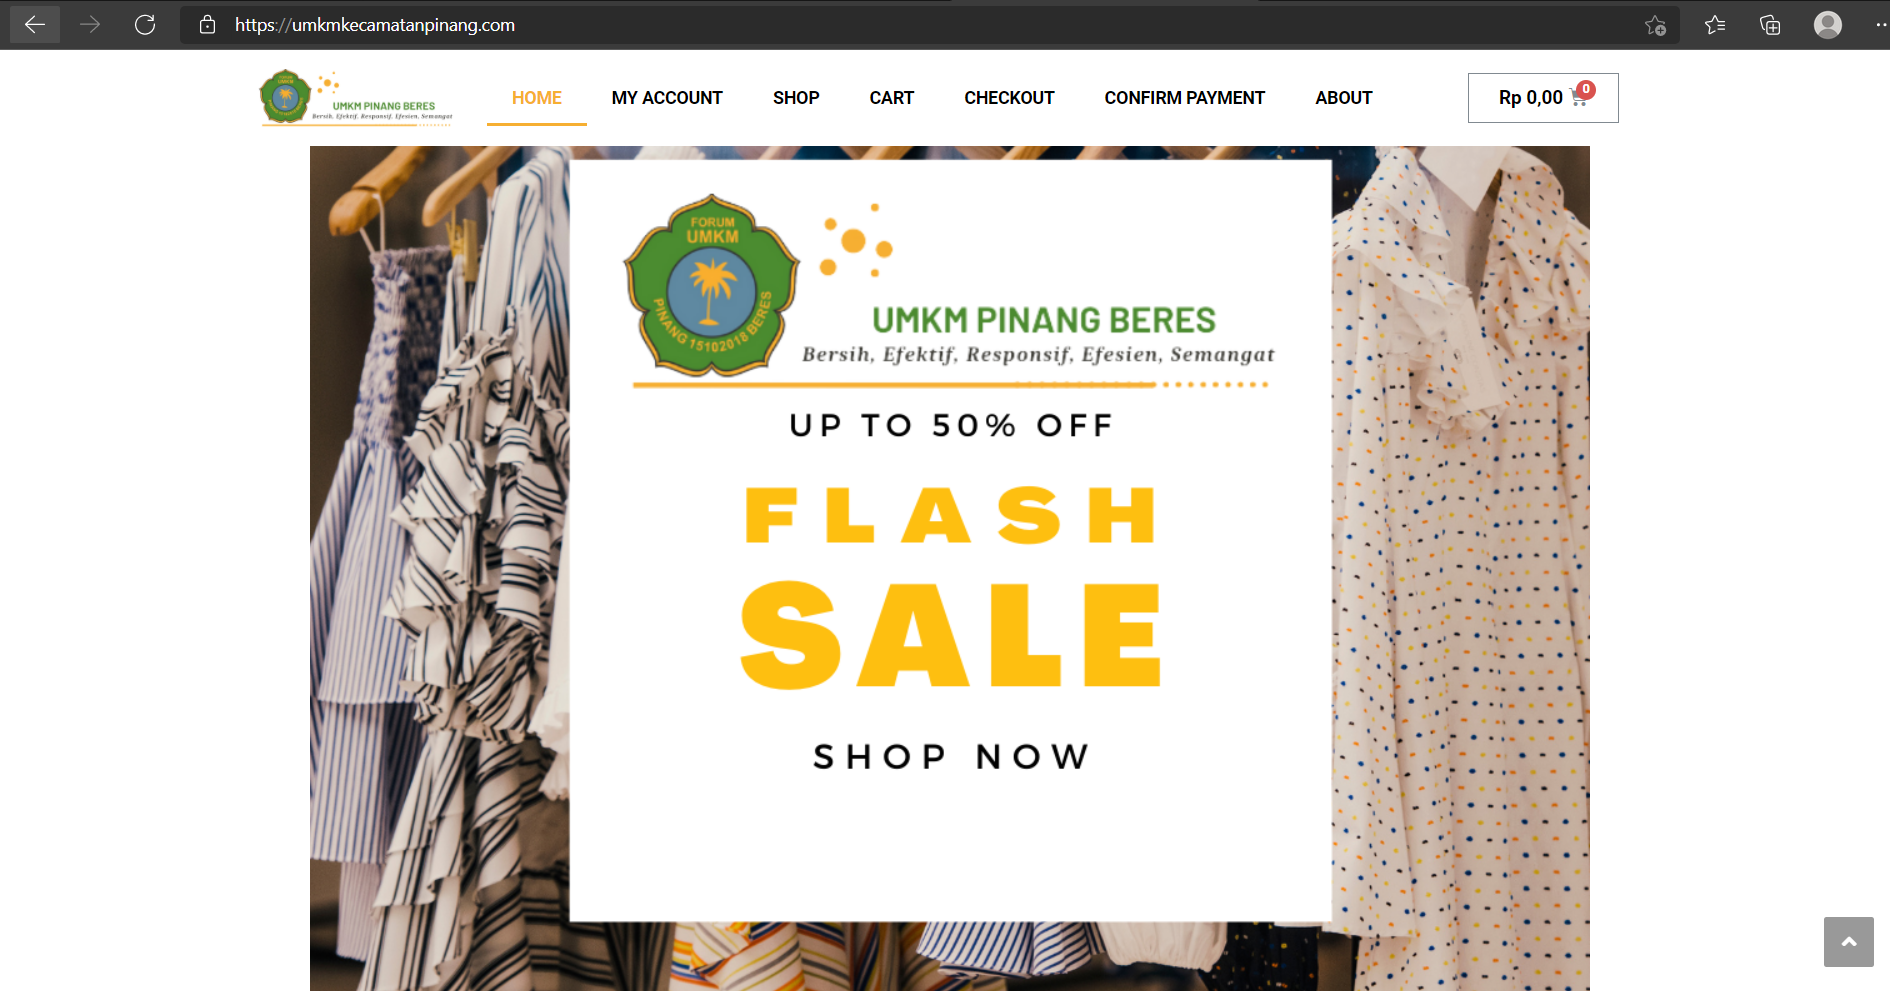 https://umkmkecamatanpinang.com
UMKM PINANG BERES
Bersih, Efektif, Responsif, Efesien, Semangat
HOME MY ACCOUNT SHOP CART CHECKOUT CONFIRM PAYMENT ABOUT
Rp 0,00 0
FORUM
UMKM
PINANG 15102018 BERES
UMKM PINANG BERES
Bersih, Efektif, Responsif, Efesien, Semangat
UP TO 50% OFF
FLASH
SALE
SHOP NOW